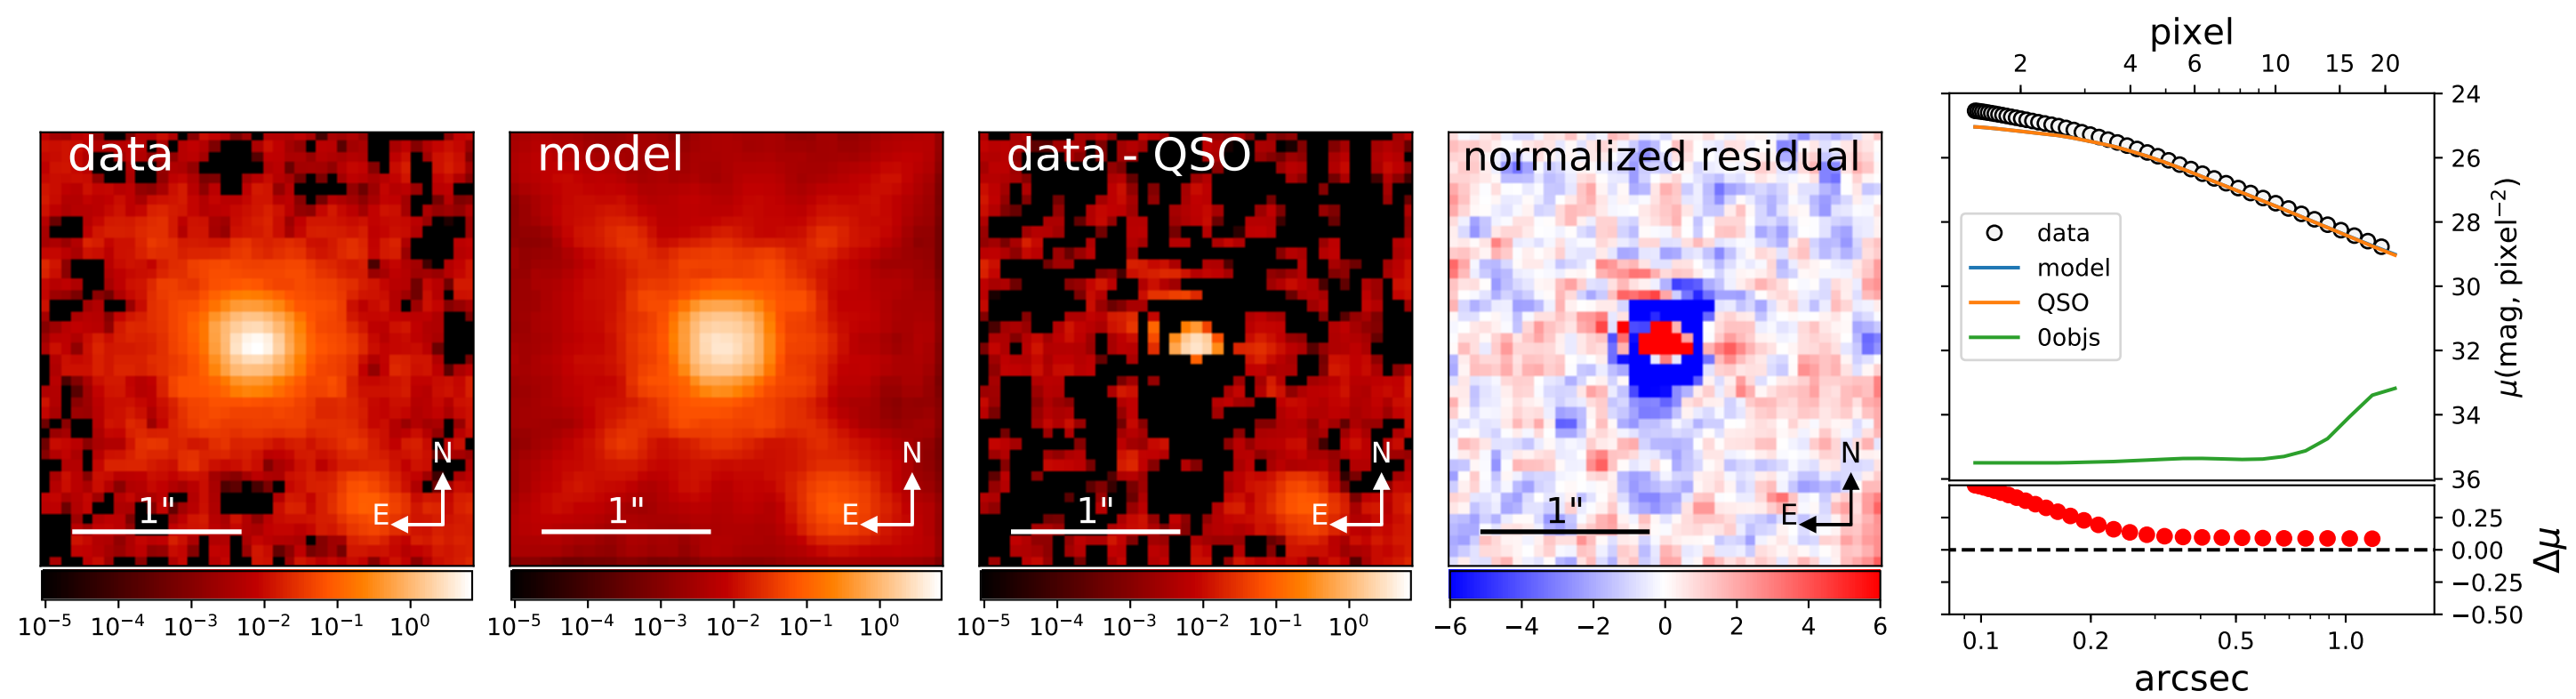 data
N
E
1"
10⁻⁵ 10⁻⁴ 10⁻³ 10⁻² 10⁻¹ 10⁰
model
N
E
1"
10⁻⁵ 10⁻⁴ 10⁻³ 10⁻² 10⁻¹ 10⁰
data - QSO
N
E
1"
10⁻⁵ 10⁻⁴ 10⁻³ 10⁻² 10⁻¹ 10⁰
normalized residual
N
E
1"
−6 −4 −2 0 2 4 6
pixel
2 4 6 10 15 20
24
26
28
30
32
34
36
μ(mag, pixel⁻²)
data
model
QSO
0objs
0.25
0.00
−0.25
−0.50
Δμ
0.1 0.2 0.5 1.0
arcsec